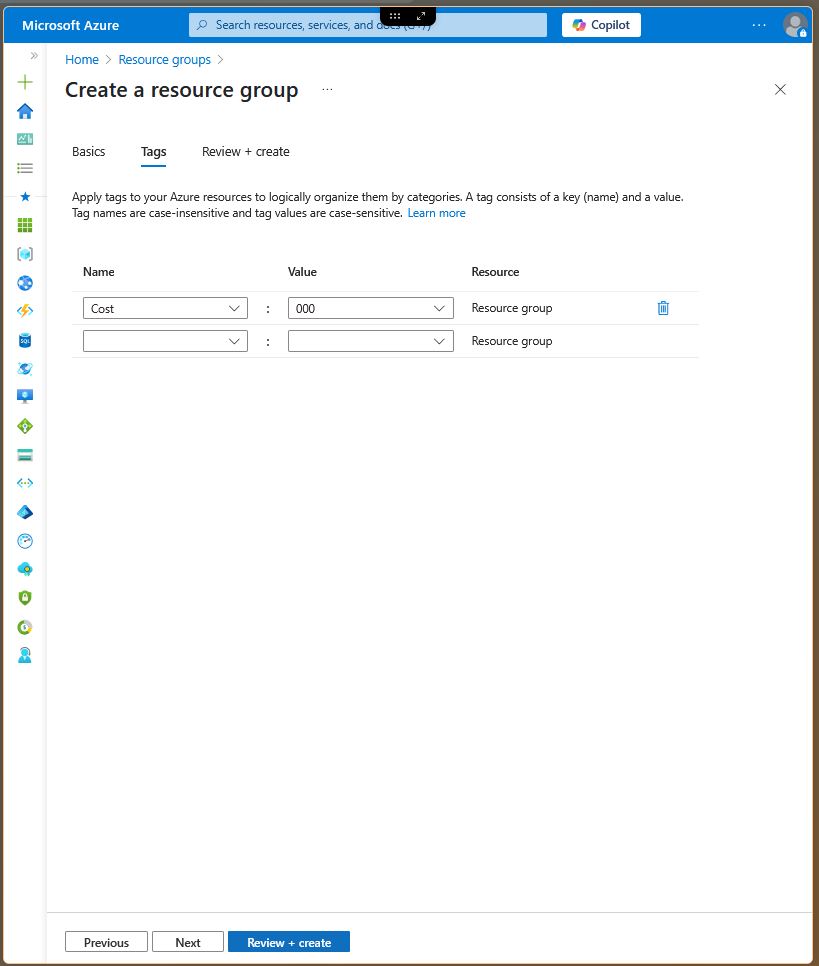 Microsoft Azure
Search resources, services, and docs (G+/)
Copilot
Home > Resource groups >
Create a resource group ...
Basics
Tags
Review + create
Apply tags to your Azure resources to logically organize them by categories. A tag consists of a key (name) and a value.
Tag names are case-insensitive and tag values are case-sensitive. Learn more
Name Value Resource
Cost : 000 Resource group
: Resource group
Previous Next Review + create